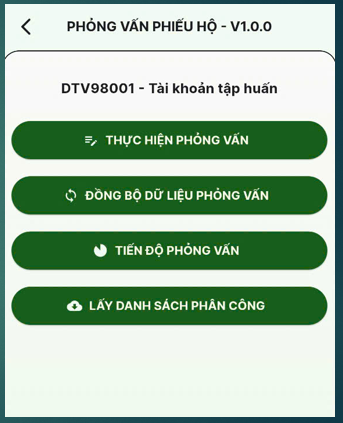 PHỎNG VẤN PHIẾU HỘ - V1.0.0
DTV98001 - Tài khoản tập huấn
THỰC HIỆN PHỎNG VẤN
ĐỒNG BỘ DỮ LIỆU PHỎNG VẤN
TIẾN ĐỘ PHỎNG VẤN
LẤY DANH SÁCH PHÂN CÔNG